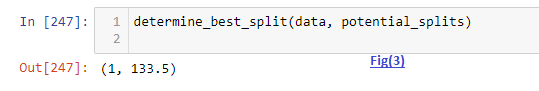 In [247]: 1 determine_best_split(data, potential_splits)
2
Out[247]: (1, 133.5)
Fig(3)